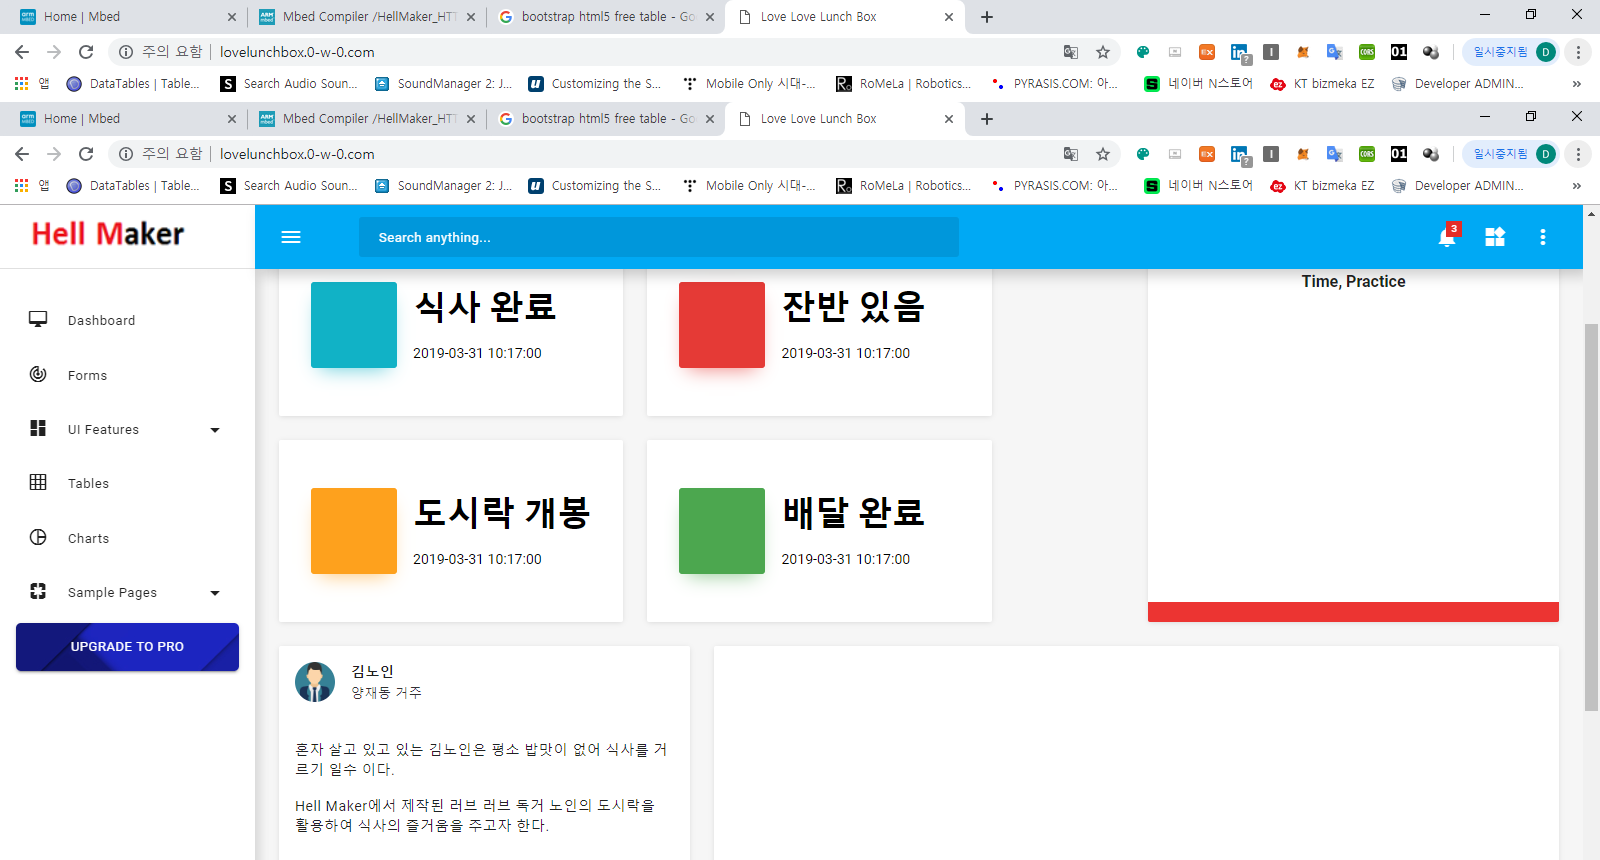 Home | Mbed
Mbed Compiler /HellMaker_HTT
bootstrap html5 free table - Go
Love Love Lunch Box
주의 요함
lovelunchbox.0-w-0.com
일시중지됨
D
앱
DataTables | Table...
Search Audio Soun...
SoundManager 2: J...
Customizing the S...
Mobile Only 시대-...
RoMeLa | Robotics...
PYRASIS.COM: 아...
네이버 N스토어
KT bizmeka EZ
Developer ADMIN...
Home | Mbed
Mbed Compiler /HellMaker_HTT
bootstrap html5 free table - Go
Love Love Lunch Box
주의 요함
lovelunchbox.0-w-0.com
일시중지됨
D
앱
DataTables | Table...
Search Audio Soun...
SoundManager 2: J...
Customizing the S...
Mobile Only 시대-...
RoMeLa | Robotics...
PYRASIS.COM: 아...
네이버 N스토어
KT bizmeka EZ
Developer ADMIN...
Hell Maker
Search anything...
3
Dashboard
Forms
UI Features
Tables
Charts
Sample Pages
UPGRADE TO PRO
식사 완료
2019-03-31 10:17:00
잔반 있음
2019-03-31 10:17:00
Time, Practice
도시락 개봉
2019-03-31 10:17:00
배달 완료
2019-03-31 10:17:00
김노인
양재동 거주
혼자 살고 있고 있는 김노인은 평소 밥맛이 없어 식사를 거
르기 일수 이다.
Hell Maker에서 제작된 러브 러브 독거 노인의 도시락을
활용하여 식사의 즐거움을 주고자 한다.